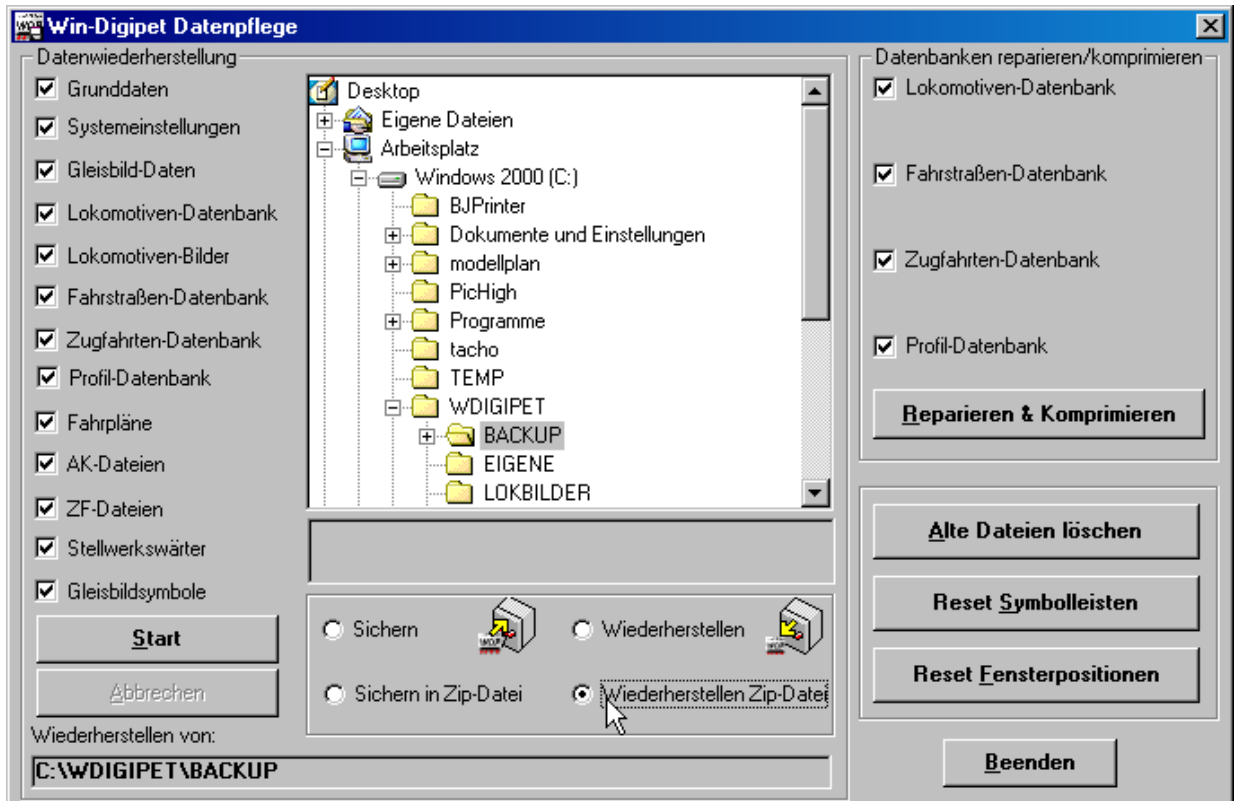 Win-Digipet Datenpflege
Datenwiederherstellung
Grunddaten
Systemeinstellungen
Gleisbild-Daten
Lokomotiven-Datenbank
Lokomotiven-Bilder
Fahrstraßen-Datenbank
Zugfahrten-Datenbank
Profil-Datenbank
Fahrpläne
AK-Dateien
ZF-Dateien
Stellwerkswärter
Gleisbildsymbole
Start
Abbrechen
Wiederherstellen von:
C:\WDIGIPET\BACKUP
Desktop
Eigene Dateien
Arbeitsplatz
Windows 2000 (C:)
BJPrinter
Dokumente und Einstellungen
modellplan
PicHigh
Programme
tacho
TEMP
WDIGIPET
BACKUP
EIGENE
LOKBILDER
Sichern
Wiederherstellen
Sichern in Zip-Datei
Wiederherstellen Zip-Datei
Datenbanken reparieren/komprimieren
Lokomotiven-Datenbank
Fahrstraßen-Datenbank
Zugfahrten-Datenbank
Profil-Datenbank
Reparieren & Komprimieren
Alte Dateien löschen
Reset Symbolleisten
Reset Fensterpositionen
Beenden